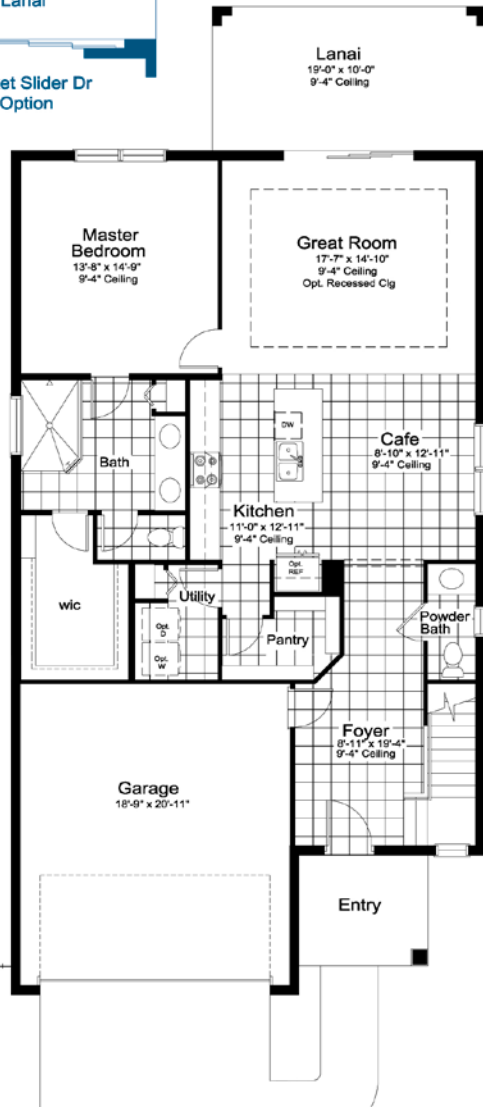 Lanai
et Slider Dr
Option
Lanai
19'-0" x 10'-0"
9'-4" Ceiling
Master
Bedroom
13'-8" x 14'-9"
9'-4" Ceiling
Great Room
17'-7" x 14'-10"
9'-4" Ceiling
Opt. Recessed Clg
DW
Cafe
8'-10" x 12'-11"
9'-4" Ceiling
Bath
Kitchen
11'-0" x 12'-11"
9'-4" Ceiling
Opt.
REF
wic
Utility
Opt.
D
Opt.
W
Pantry
Powder
Bath
Foyer
8'-11" x 19'-4"
9'-4" Ceiling
Garage
18'-9" x 20'-11"
Entry